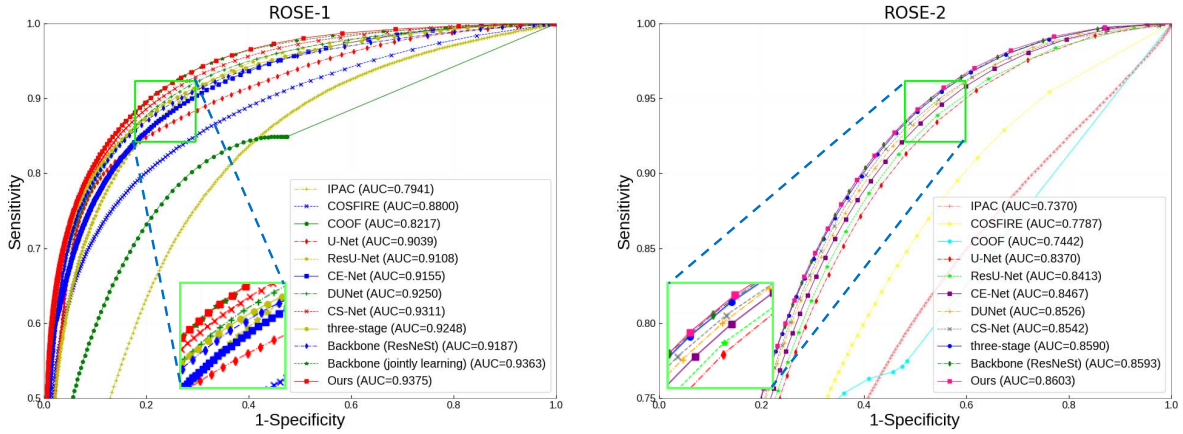 ROSE-1
Sensitivity
1.0
0.9
0.8
0.7
0.6
0.5
0.0
0.2
0.4
0.6
0.8
1.0
1-Specificity
IPAC (AUC=0.7941)
COSFIRE (AUC=0.8800)
COOF (AUC=0.8217)
U-Net (AUC=0.9039)
ResU-Net (AUC=0.9108)
CE-Net (AUC=0.9155)
DUNet (AUC=0.9250)
CS-Net (AUC=0.9311)
three-stage (AUC=0.9248)
Backbone (ResNeSt) (AUC=0.9187)
Backbone (jointly learning) (AUC=0.9363)
Ours (AUC=0.9375)
ROSE-2
Sensitivity
1.00
0.95
0.90
0.85
0.80
0.75
0.0
0.2
0.4
0.6
0.8
1.0
1-Specificity
IPAC (AUC=0.7370)
COSFIRE (AUC=0.7787)
COOF (AUC=0.7442)
U-Net (AUC=0.8370)
ResU-Net (AUC=0.8413)
CE-Net (AUC=0.8467)
DUNet (AUC=0.8526)
CS-Net (AUC=0.8542)
three-stage (AUC=0.8590)
Backbone (ResNeSt) (AUC=0.8593)
Ours (AUC=0.8603)